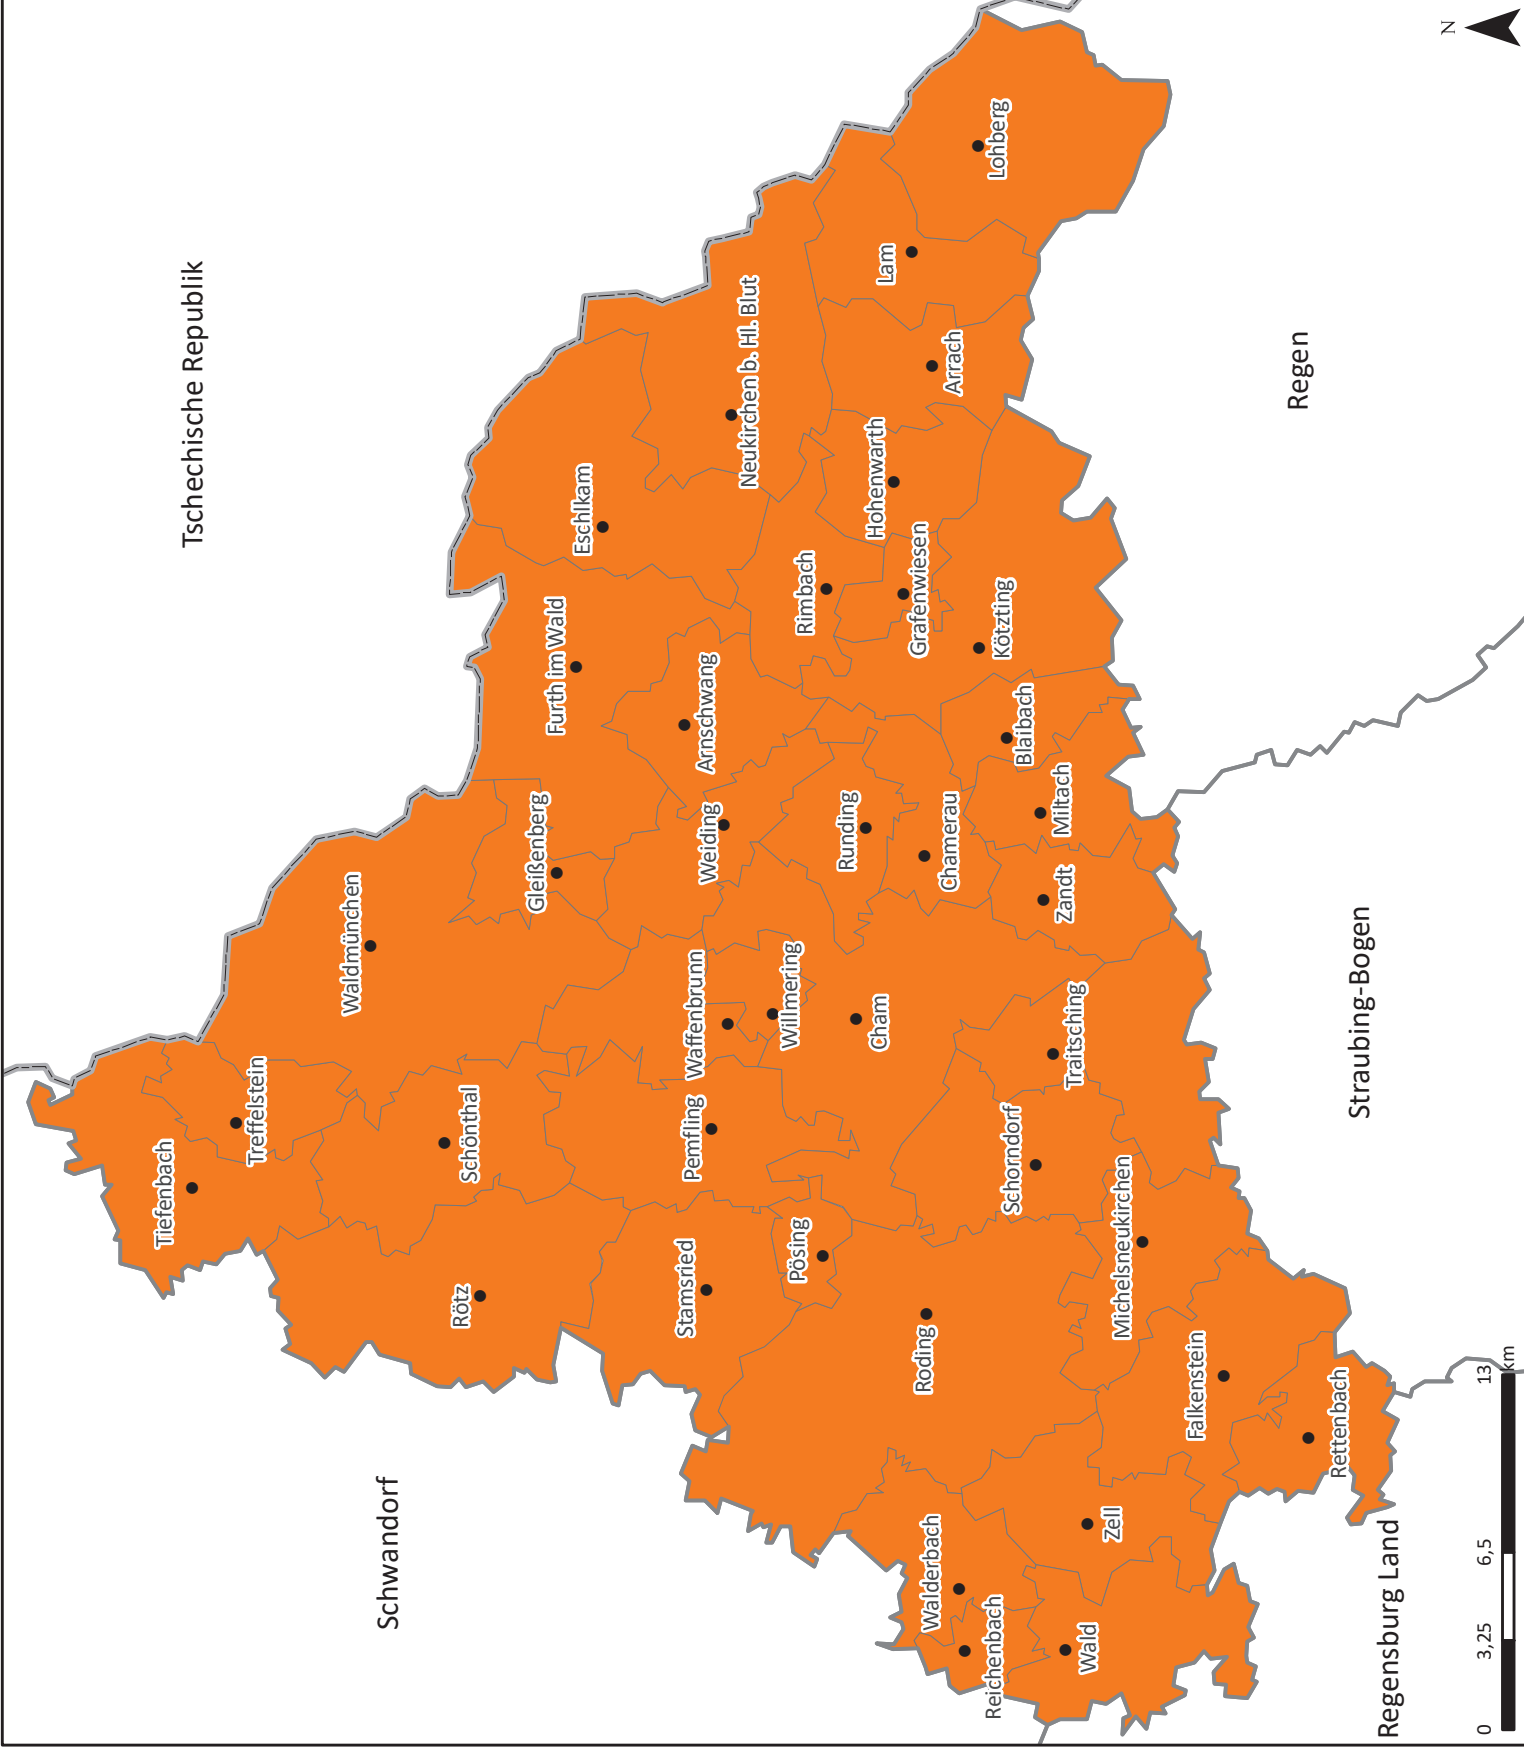 Tschechische Republik
Schwandorf
Regensburg Land
Straubing-Bogen
Regen
N
Tiefenbach
Treffelstein
Waldmünchen
Schönthal
Rötz
Gleißenberg
Furth im Wald
Eschlkam
Neukirchen b. Hl. Blut
Arnschwang
Weiding
Waffenbrunn
Willmering
Pemfling
Stamsried
Pösing
Cham
Runding
Chamerau
Rimbach
Hohenwarth
Grafenwiesen
Kötzting
Lam
Lohberg
Arrach
Blaibach
Miltach
Zandt
Traitsching
Schorndorf
Michelsneukirchen
Roding
Falkenstein
Rettenbach
Zell
Walderbach
Reichenbach
Wald
0
3,25
6,5
13
km